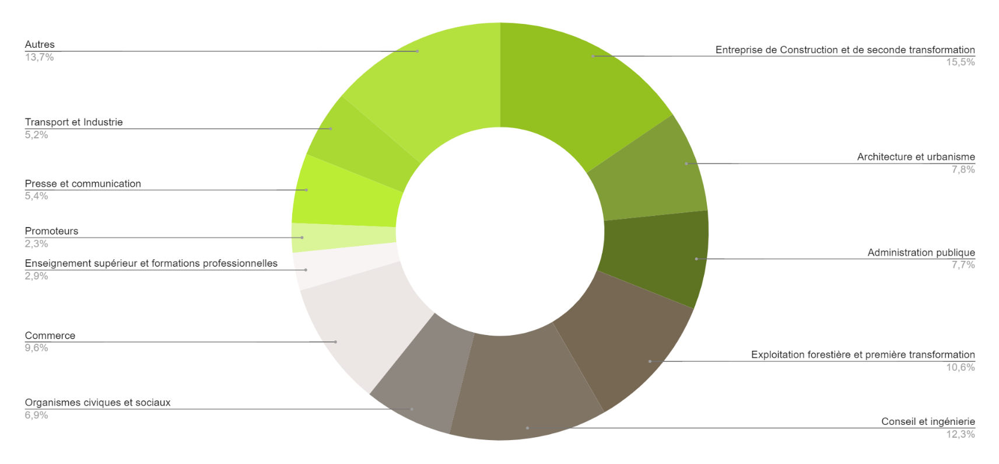 Autres
13,7%
Transport et Industrie
5,2%
Presse et communication
5,4%
Promoteurs
2,3%
Enseignement supérieur et formations professionnelles
2,9%
Commerce
9,6%
Organismes civiques et sociaux
6,9%
Entreprise de Construction et de seconde transformation
15,5%
Architecture et urbanisme
7,8%
Administration publique
7,7%
Exploitation forestière et première transformation
10,6%
Conseil et ingénierie
12,3%